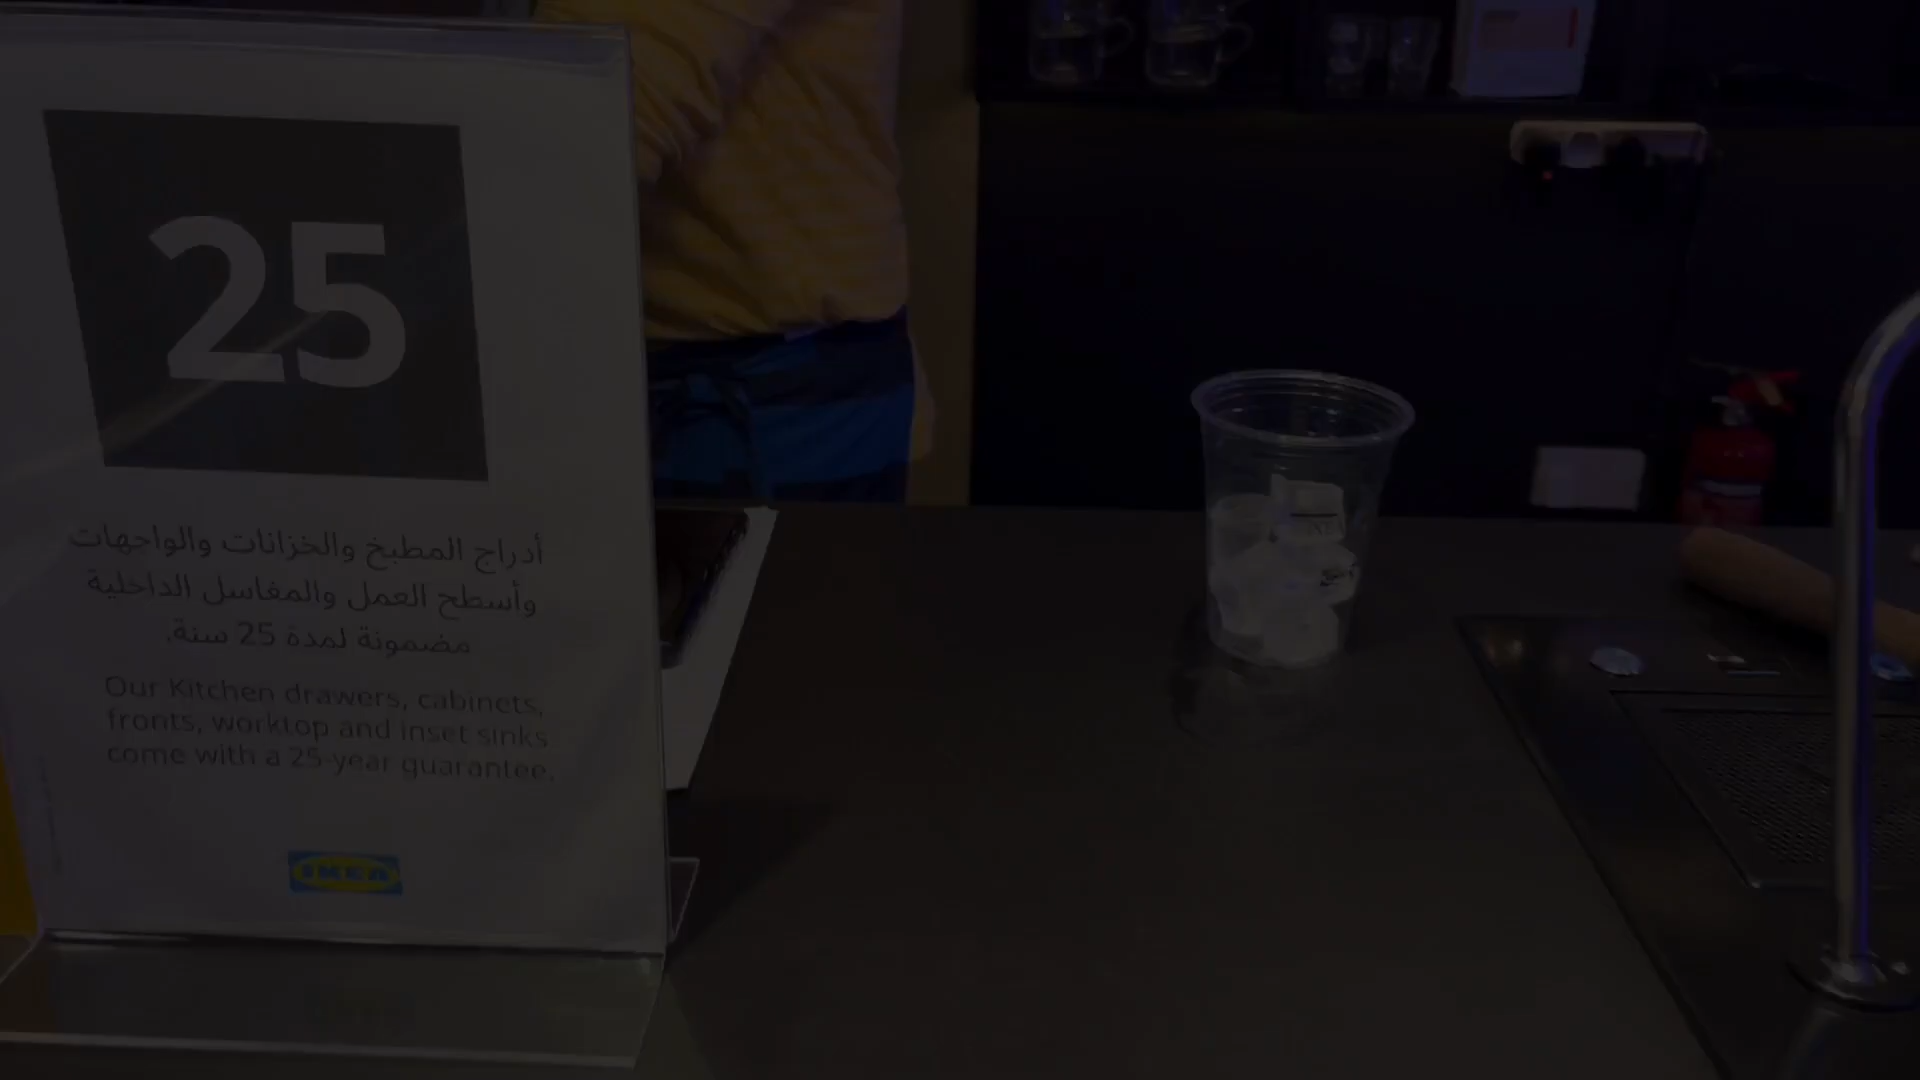 25
أدراج المطبخ والخزانات والواجهات
وأسطح العمل والمغاسل الداخلية
مضمونة لمدة 25 سنة.
Our Kitchen drawers, cabinets,
fronts, worktop and inset sinks
come with a 25-year guarantee.
IKEA